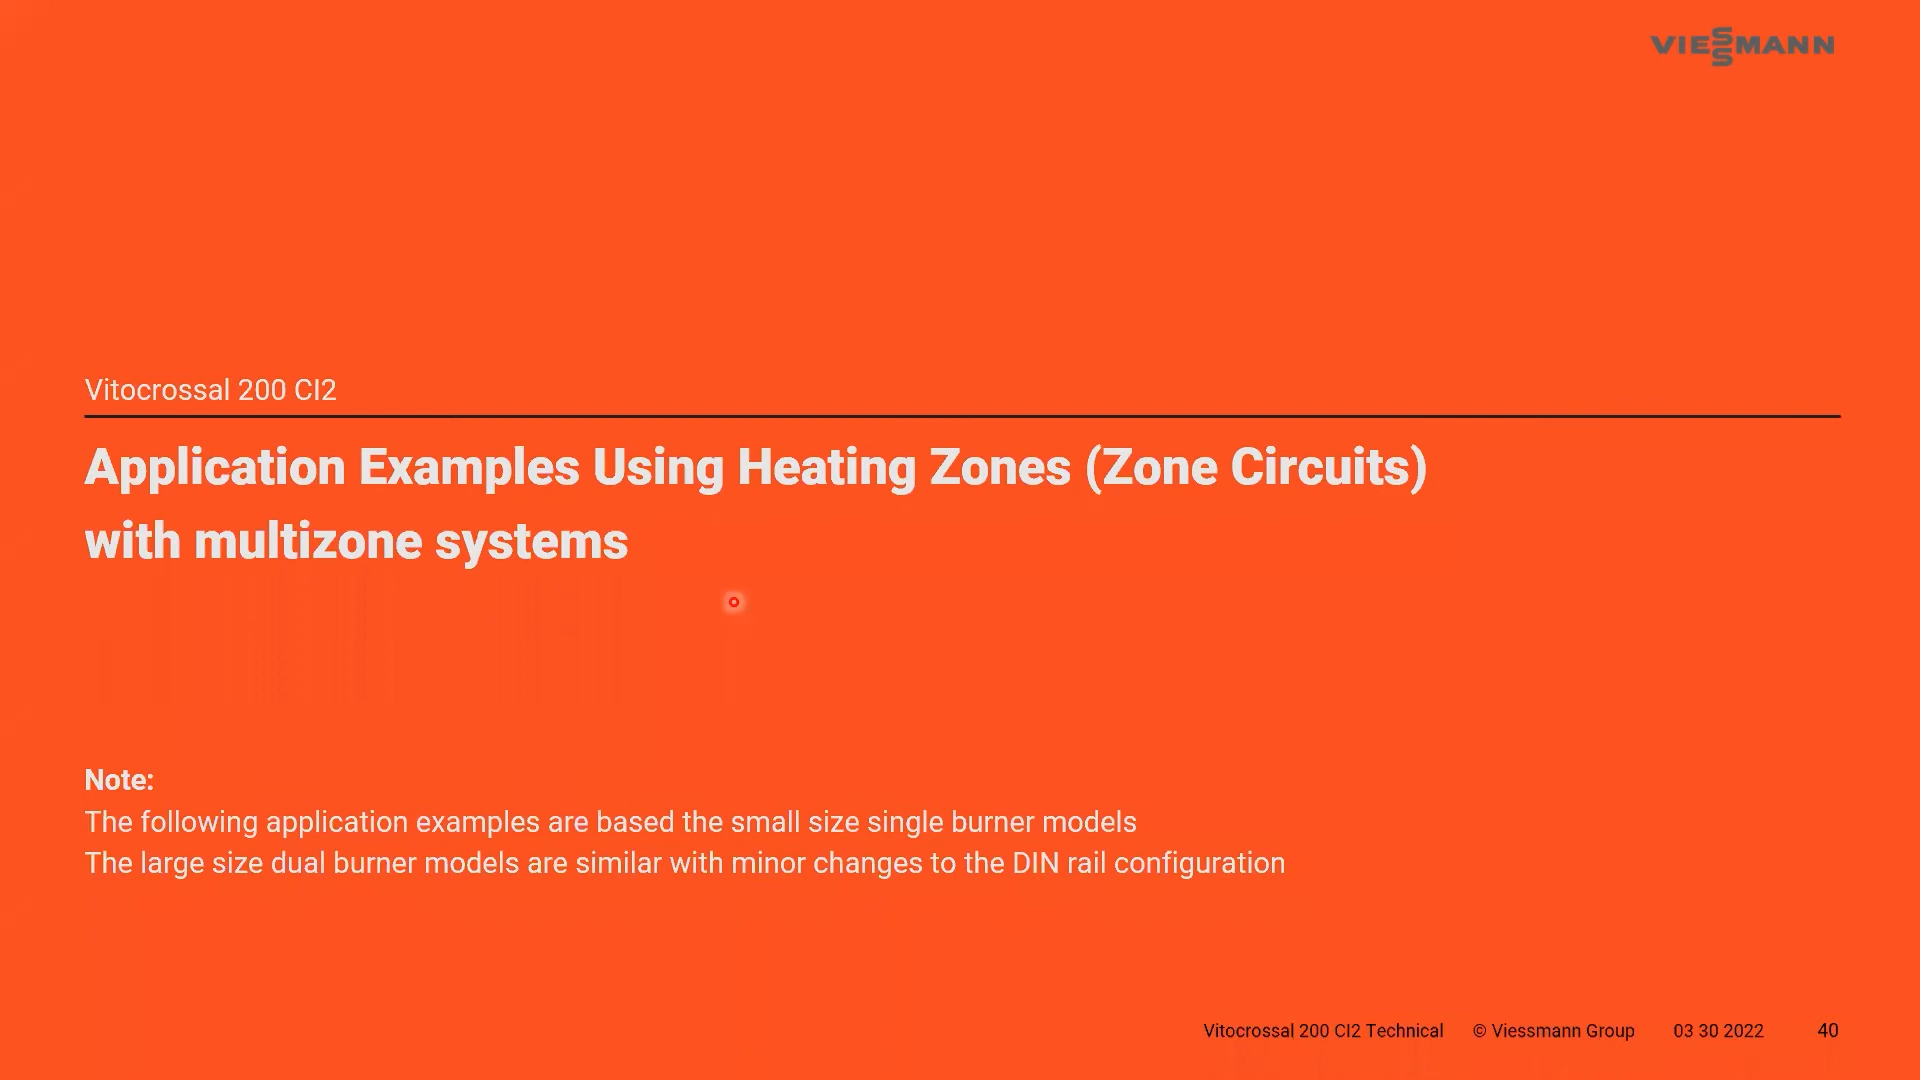 VIESSMANN
Vitocrossal 200 CI2
Application Examples Using Heating Zones (Zone Circuits)
with multizone systems
Note:
The following application examples are based the small size single burner models
The large size dual burner models are similar with minor changes to the DIN rail configuration
Vitocrossal 200 CI2 Technical © Viessmann Group 03 30 2022 40